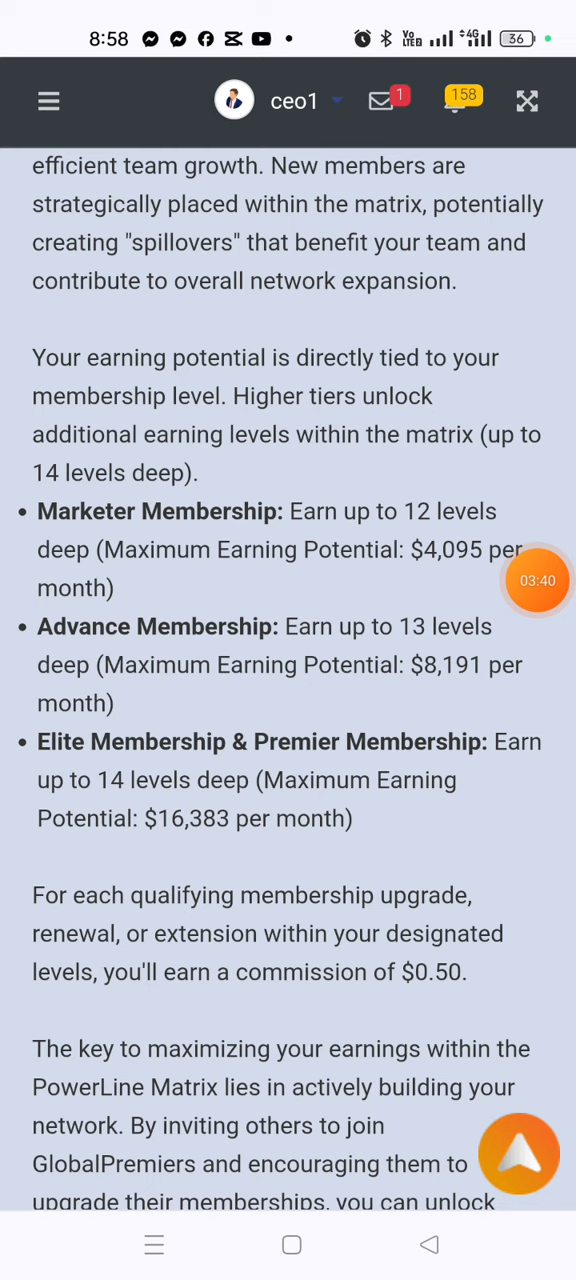 8:58
Vo LTE2
4G
36
ceo1
1
158
efficient team growth. New members are
strategically placed within the matrix, potentially
creating "spillovers" that benefit your team and
contribute to overall network expansion.
Your earning potential is directly tied to your
membership level. Higher tiers unlock
additional earning levels within the matrix (up to
14 levels deep).
• Marketer Membership: Earn up to 12 levels
deep (Maximum Earning Potential: $4,095 per
month)
03:40
• Advance Membership: Earn up to 13 levels
deep (Maximum Earning Potential: $8,191 per
month)
• Elite Membership & Premier Membership: Earn
up to 14 levels deep (Maximum Earning
Potential: $16,383 per month)
For each qualifying membership upgrade,
renewal, or extension within your designated
levels, you'll earn a commission of $0.50.
The key to maximizing your earnings within the
PowerLine Matrix lies in actively building your
network. By inviting others to join
GlobalPremiers and encouraging them to
upgrade their memberships, you can unlock